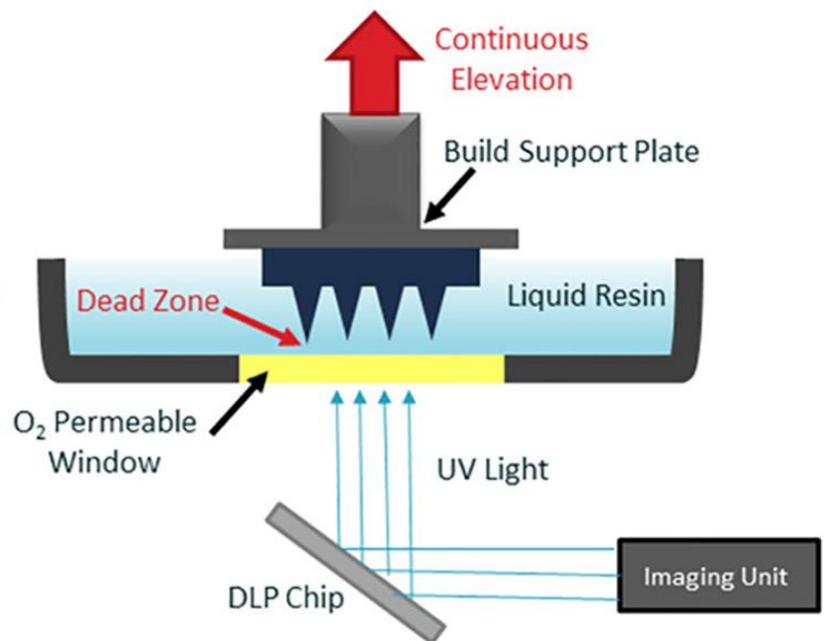 Continuous
Elevation
Build Support Plate
Dead Zone
Liquid Resin
O₂ Permeable
Window
UV Light
DLP Chip
Imaging Unit